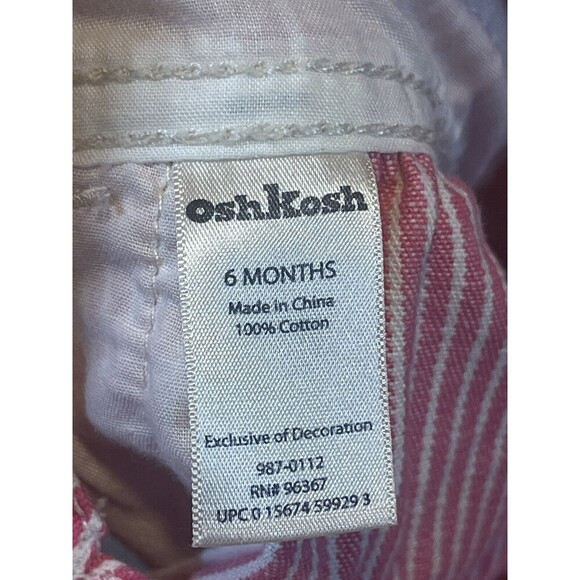 OshKosh
6 MONTHS
Made in China
100% Cotton
Exclusive of Decoration
987-0112
RN# 96367
UPC 0 15674 59929 3